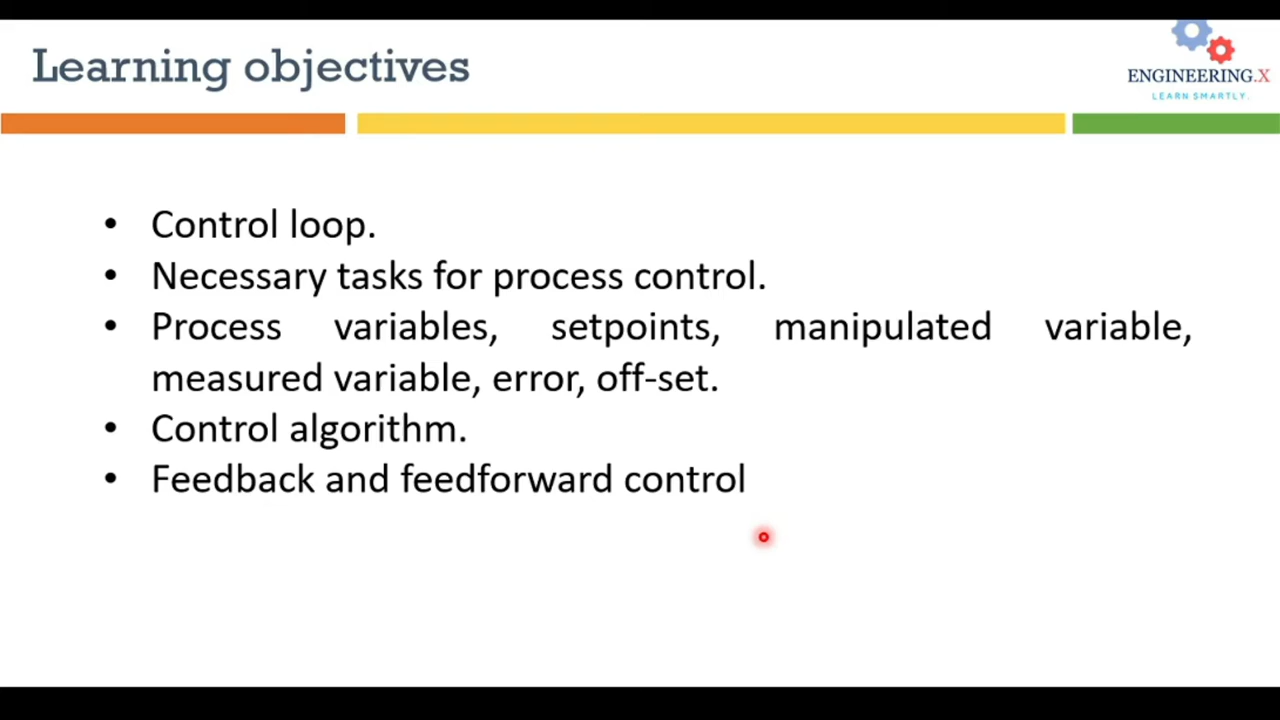 Learning objectives
ENGINEERING.X
LEARN SMARTLY.
• Control loop.
• Necessary tasks for process control.
• Process variables, setpoints, manipulated variable,
measured variable, error, off-set.
• Control algorithm.
• Feedback and feedforward control